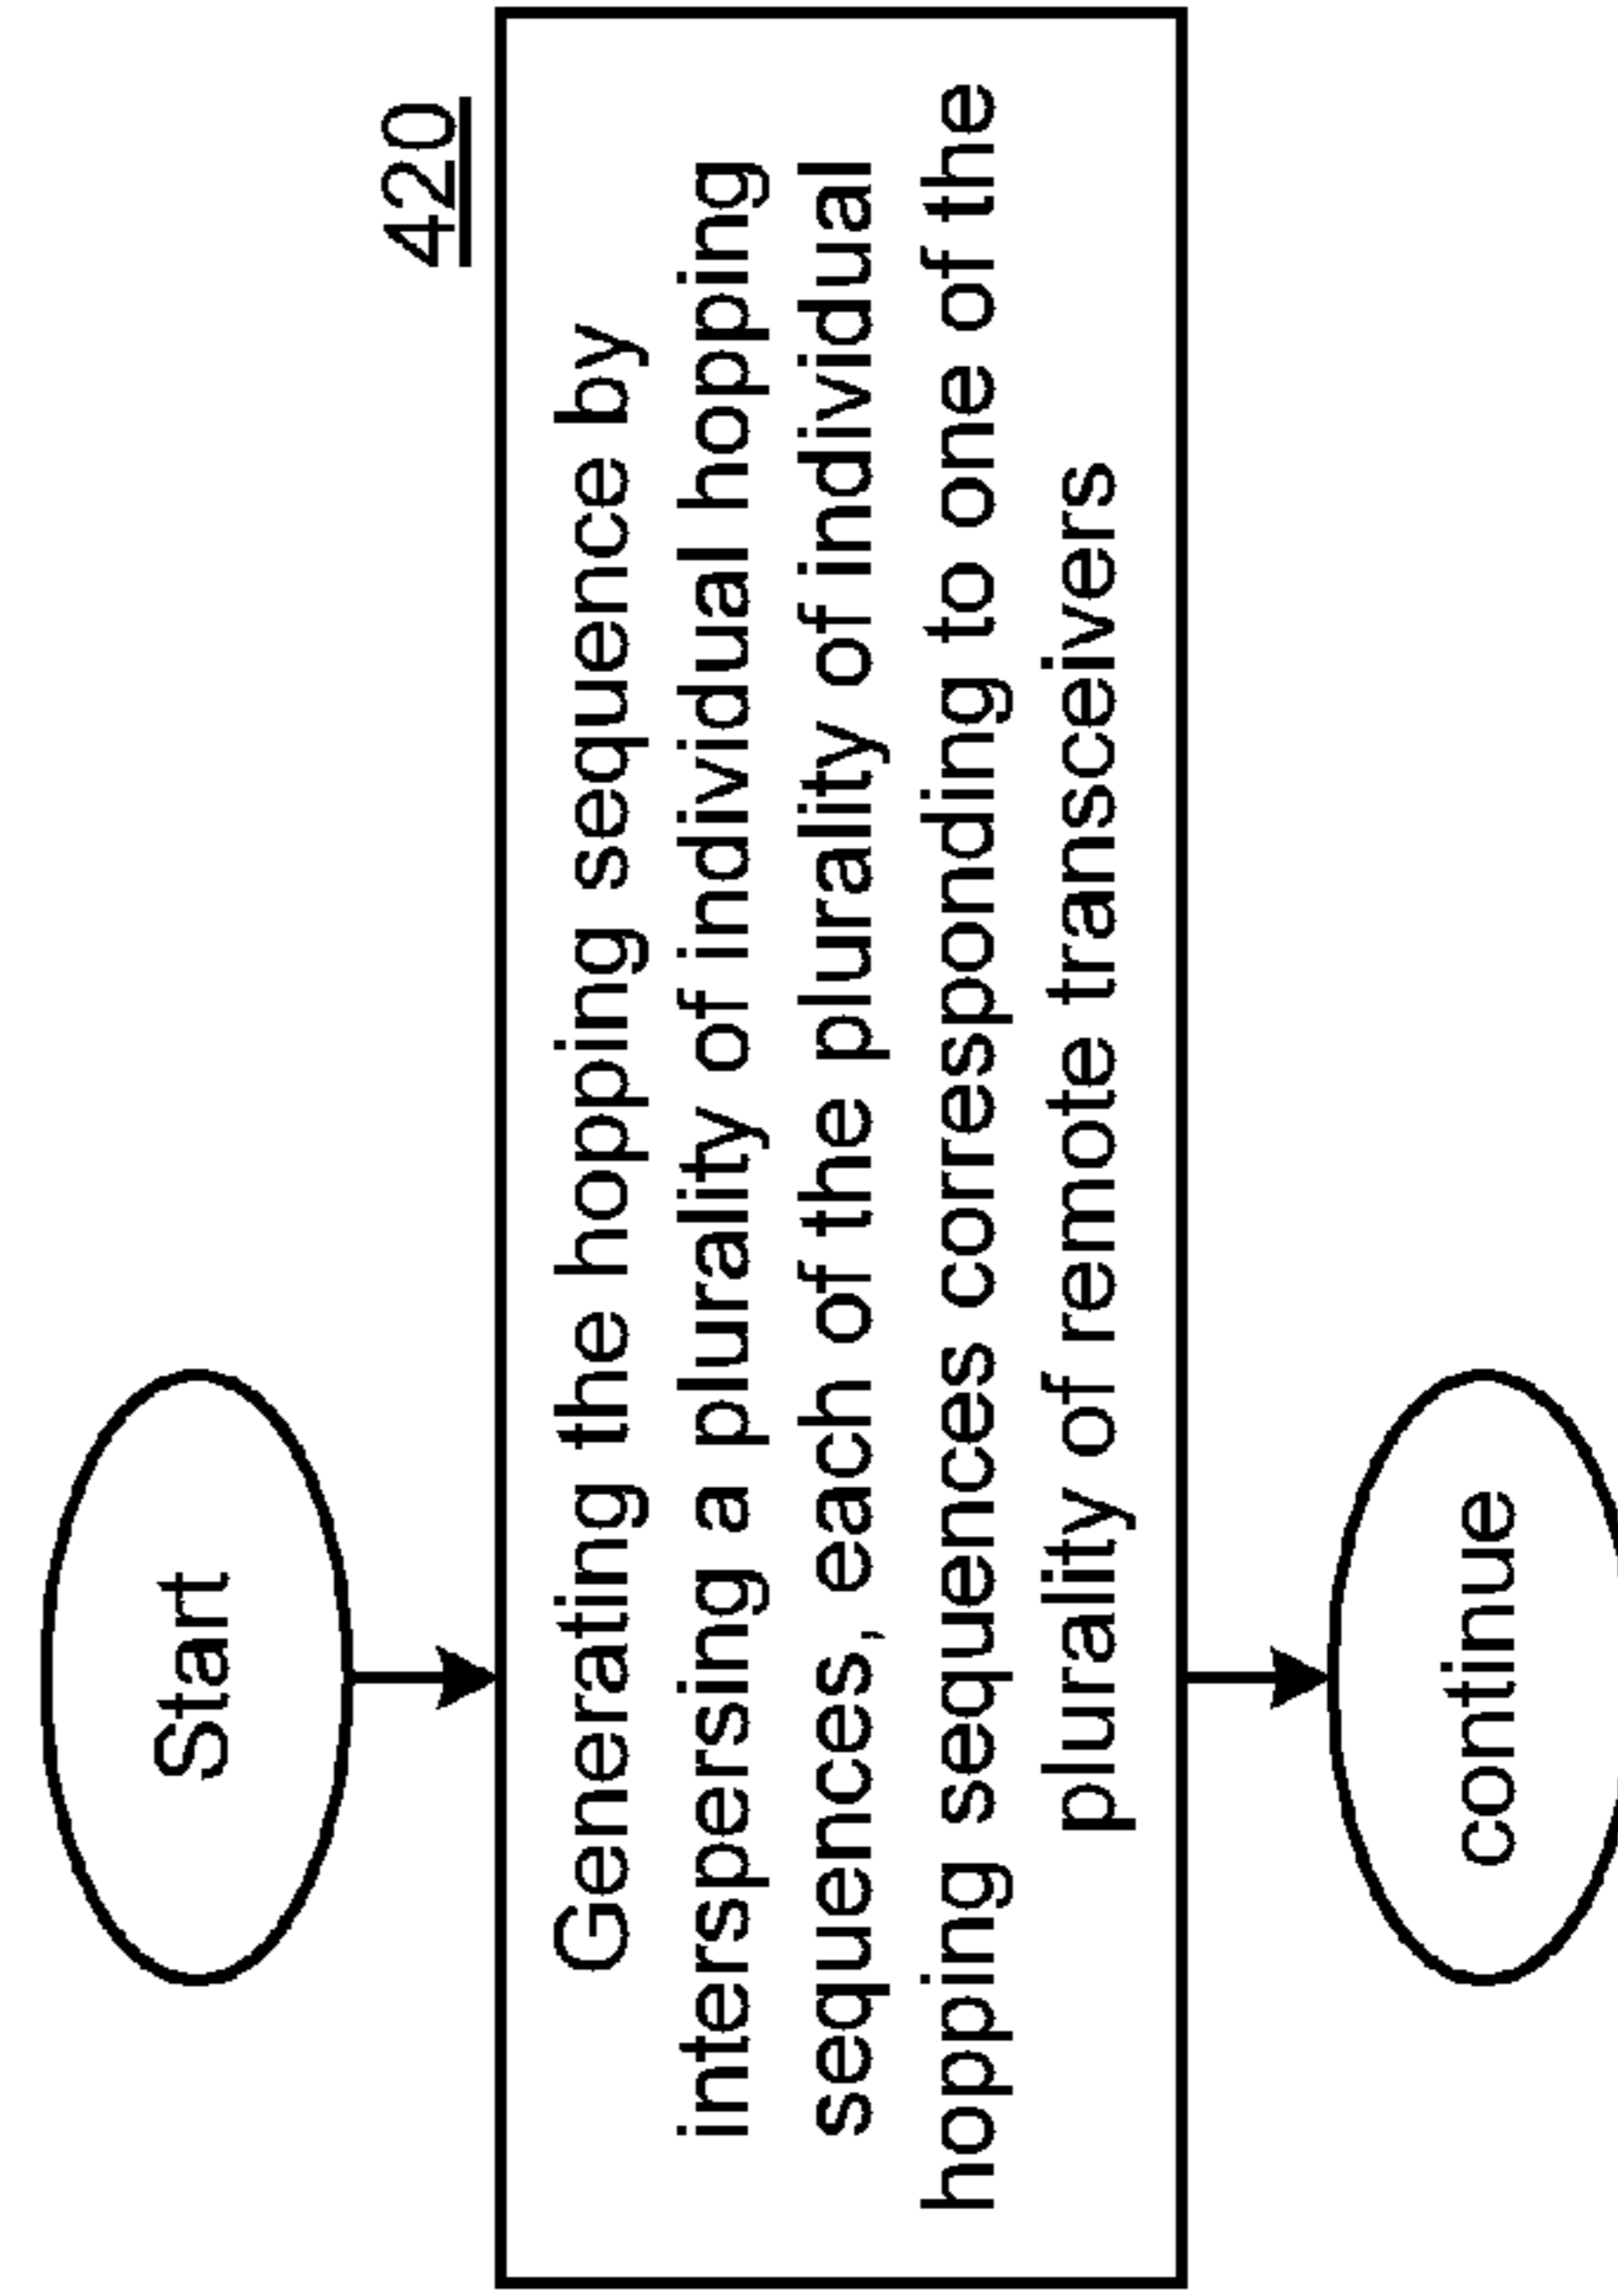 Start
420
Generating the hopping sequence by
interspersing a plurality of individual hopping
sequences, each of the plurality of individual
hopping sequences corresponding to one of the
plurality of remote transceivers
continue